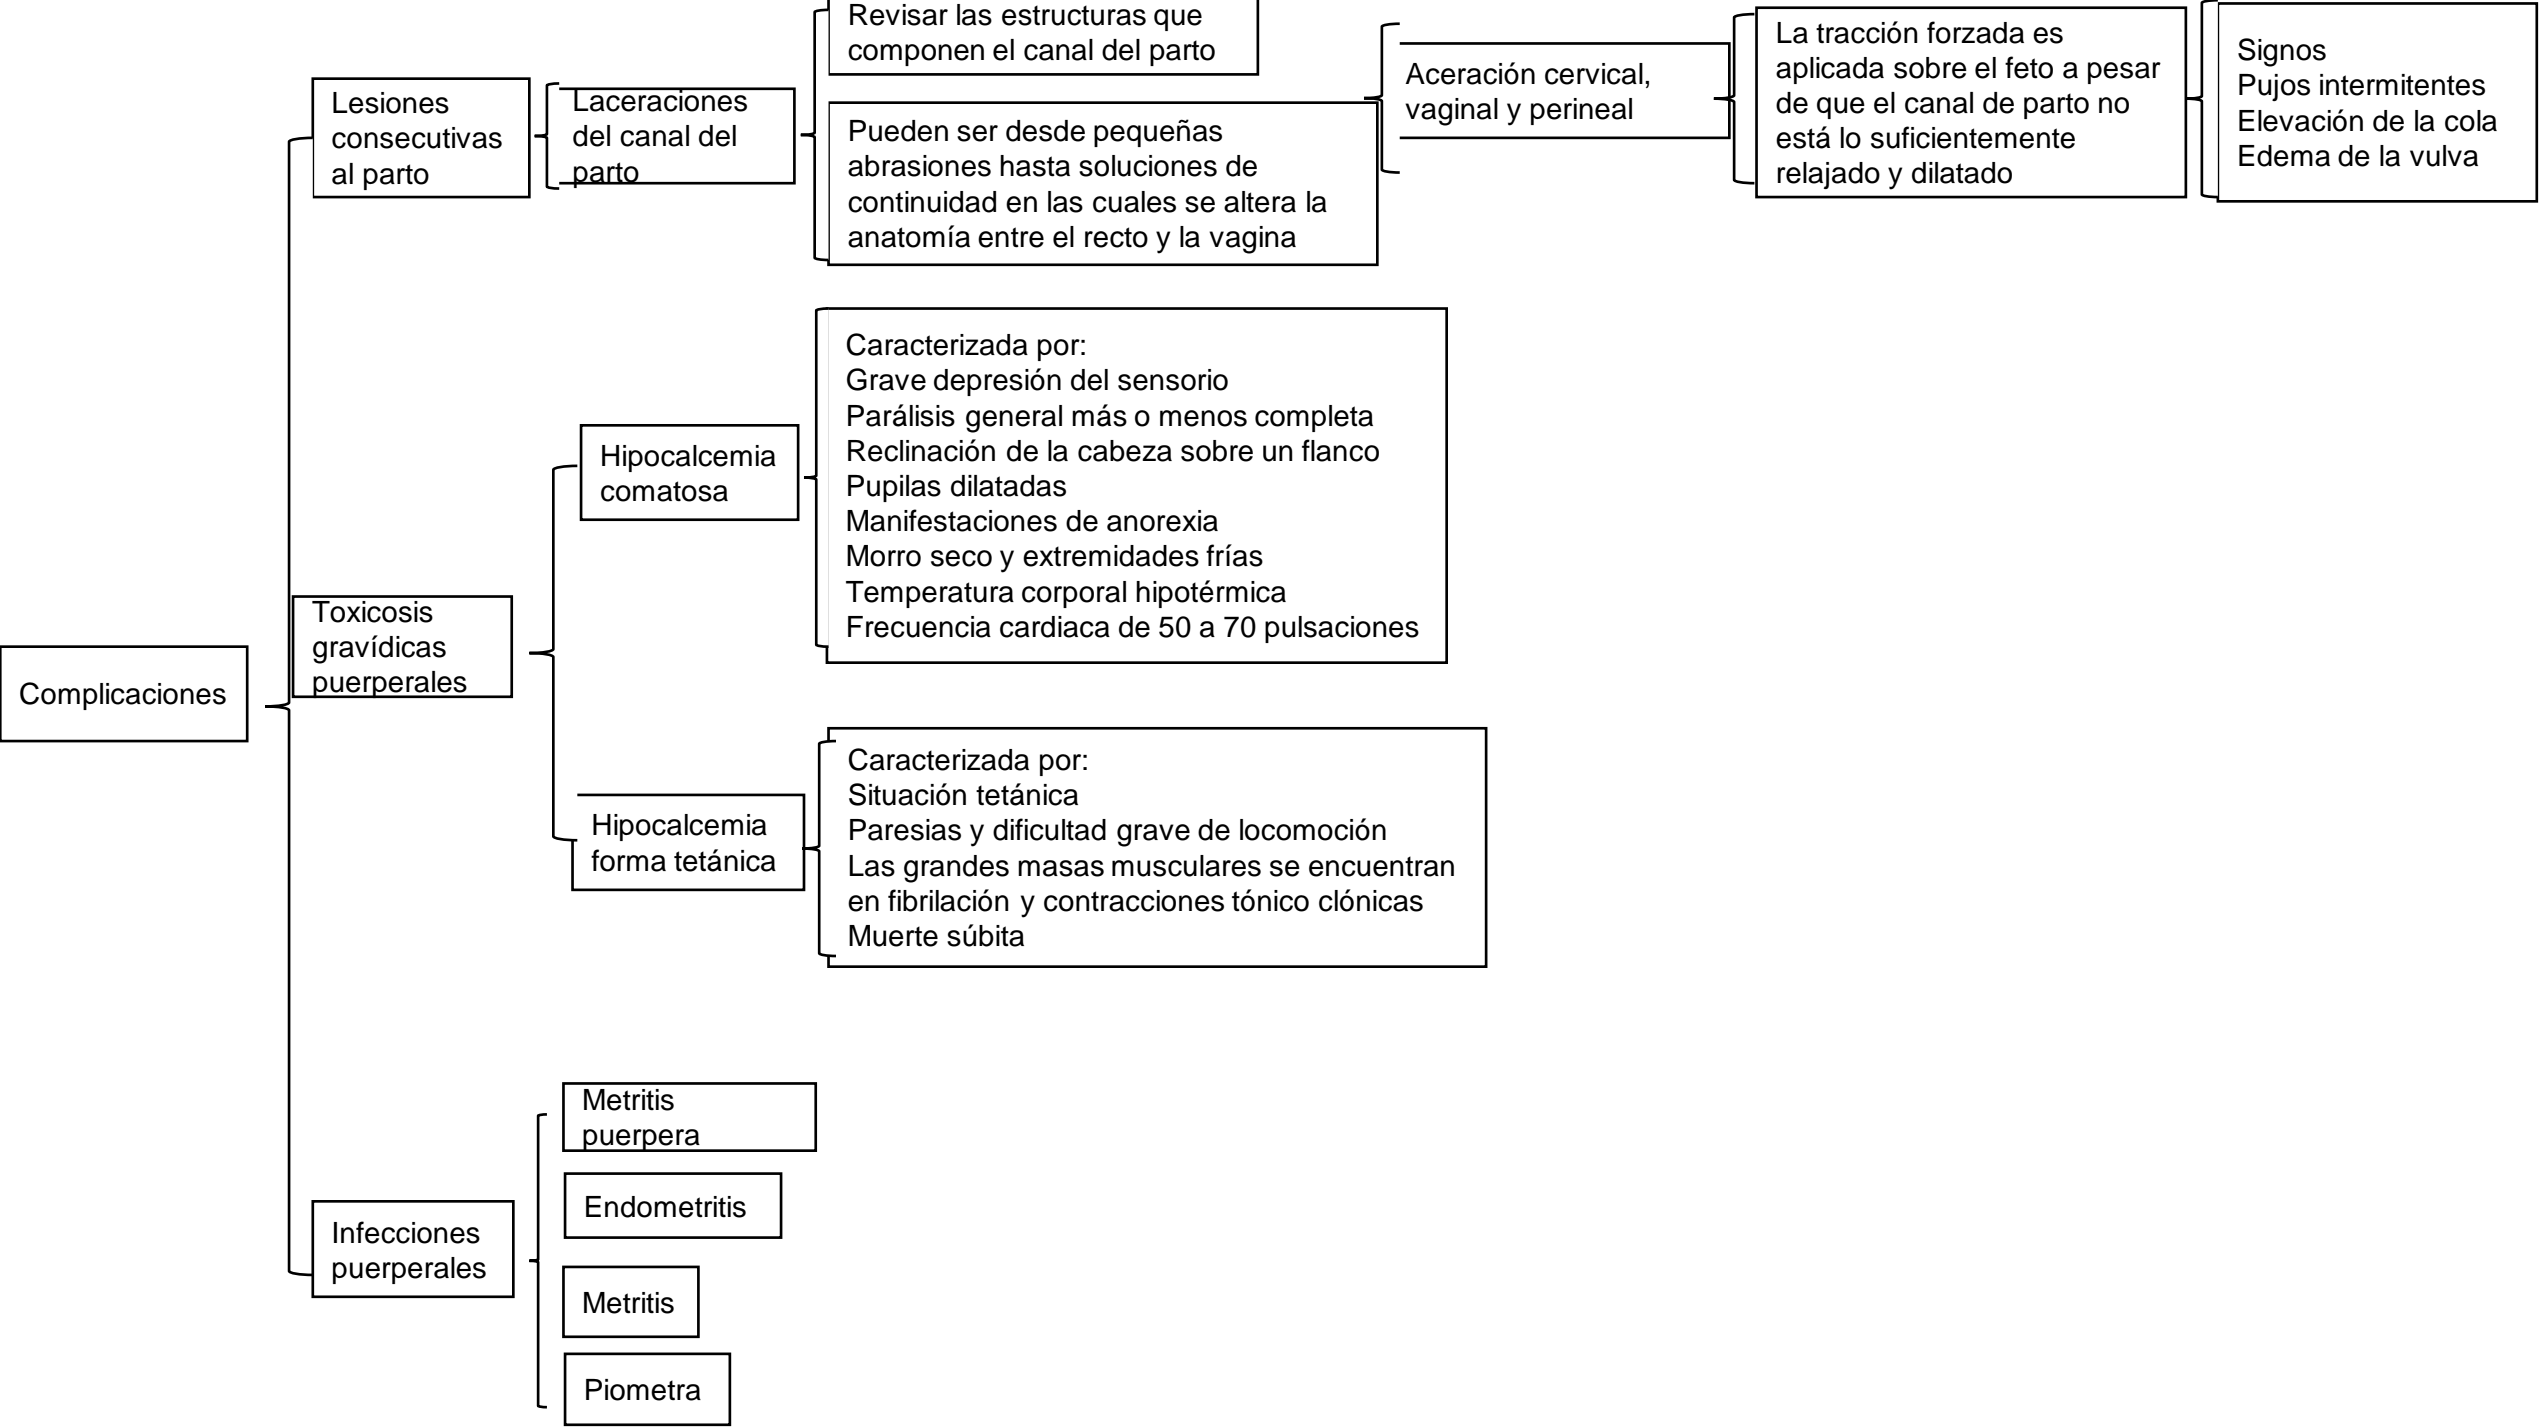 Complicaciones
Lesiones
consecutivas
al parto
Laceraciones
del canal del
parto
Revisar las estructuras que
componen el canal del parto
Pueden ser desde pequeñas
abrasiones hasta soluciones de
continuidad en las cuales se altera la
anatomía entre el recto y la vagina
Aceración cervical,
vaginal y perineal
La tracción forzada es
aplicada sobre el feto a pesar
de que el canal de parto no
está lo suficientemente
relajado y dilatado
Signos
Pujos intermitentes
Elevación de la cola
Edema de la vulva
Toxicosis
gravídicas
puerperales
Hipocalcemia
comatosa
Caracterizada por:
Grave depresión del sensorio
Parálisis general más o menos completa
Reclinación de la cabeza sobre un flanco
Pupilas dilatadas
Manifestaciones de anorexia
Morro seco y extremidades frías
Temperatura corporal hipotérmica
Frecuencia cardiaca de 50 a 70 pulsaciones
Hipocalcemia
forma tetánica
Caracterizada por:
Situación tetánica
Paresias y dificultad grave de locomoción
Las grandes masas musculares se encuentran
en fibrilación y contracciones tónico clónicas
Muerte súbita
Infecciones
puerperales
Metritis
puerpera
Endometritis
Metritis
Piometra